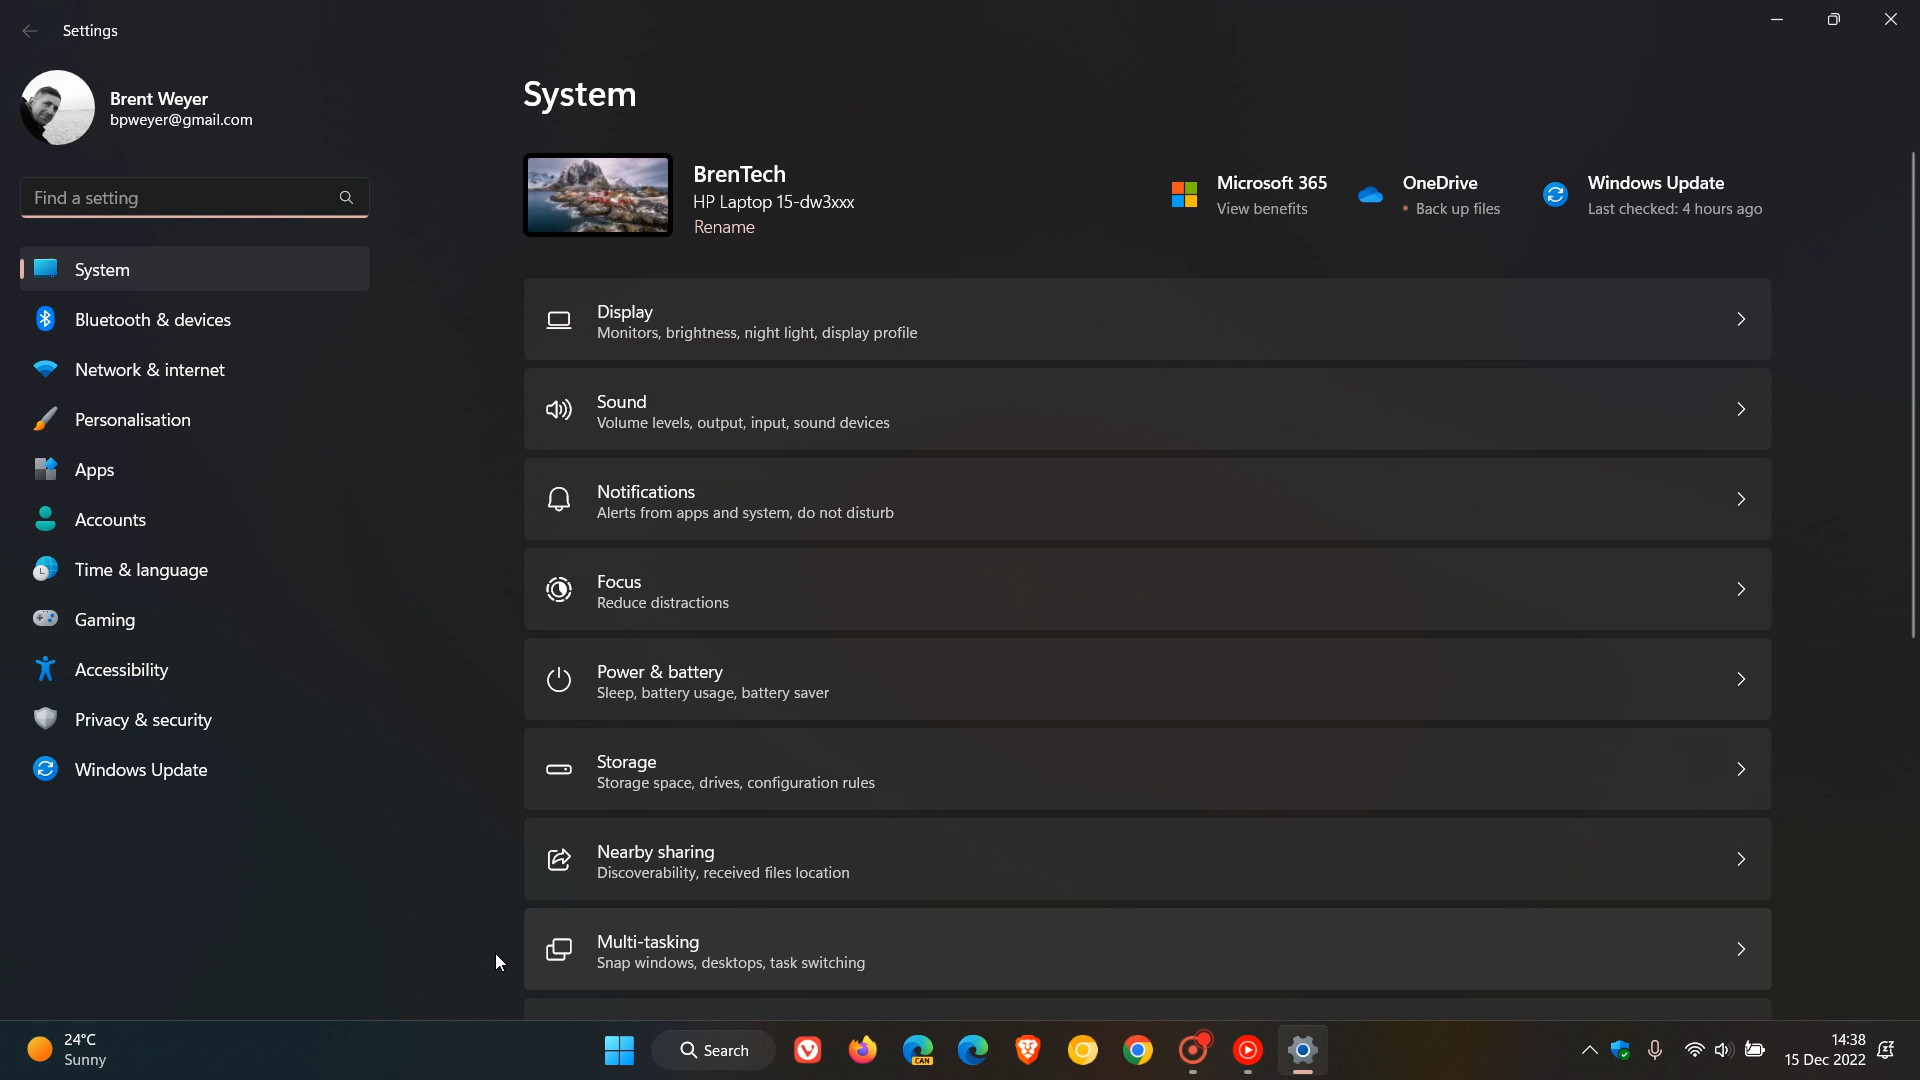 Settings
Brent Weyer
bpweyer@gmail.com
Find a setting
System
Bluetooth & devices
Network & internet
Personalisation
Apps
Accounts
Time & language
Gaming
Accessibility
Privacy & security
Windows Update
System
BrenTech
HP Laptop 15-dw3xxx
Rename
Microsoft 365
View benefits
OneDrive
• Back up files
Windows Update
Last checked: 4 hours ago
Display
Monitors, brightness, night light, display profile
Sound
Volume levels, output, input, sound devices
Notifications
Alerts from apps and system, do not disturb
Focus
Reduce distractions
Power & battery
Sleep, battery usage, battery saver
Storage
Storage space, drives, configuration rules
Nearby sharing
Discoverability, received files location
Multi-tasking
Snap windows, desktops, task switching
24°C
Sunny
Search
CAN
14:38
15 Dec 2022